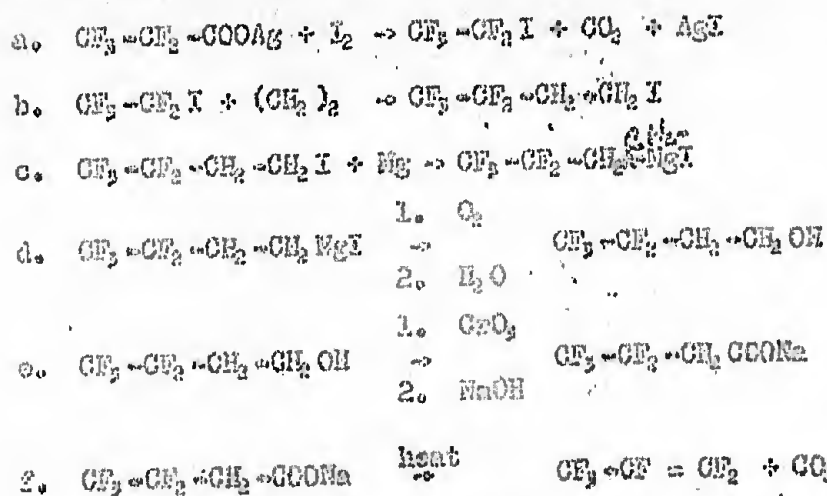 a. CF₃-CF₂-COOAg + I₂ → CF₃-CF₂I + CO₂ + AgI
b. CF₃-CF₂I + (CH₂)₂ → CF₃-CF₂-CH₂-CH₂I
c. CF₃-CF₂-CH₂-CH₂I + Mg → CF₃-CF₂-CH₂-MgI
1. O₂
d. CF₃-CF₂-CH₂-CH₂MgI → CF₃-CF₂-CH₂-CH₂OH
2. H₂O
1. CrO₃
e. CF₃-CF₂-CH₂-CH₂OH → CF₃-CF₂-CH₂COONa
2. NaOH
f. CF₃-CF₂-CH₂-COONa heat → CF₃-CF = CF₂ + CO₂